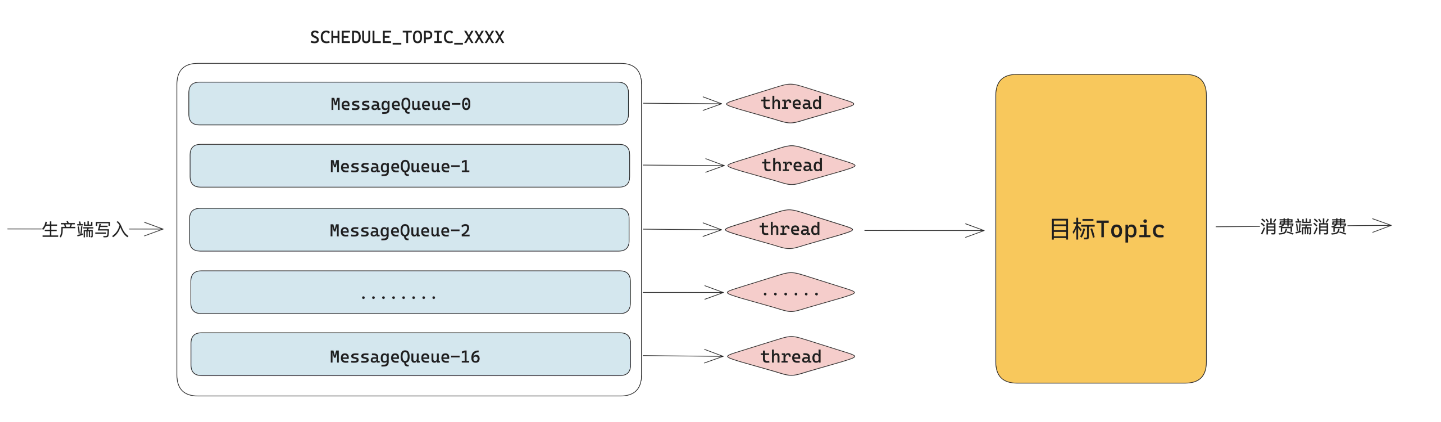 SCHEDULE_TOPIC_XXXX
MessageQueue-0
thread
MessageQueue-1
thread
生产端写入
MessageQueue-2
thread
目标Topic
消费端消费
........
......
MessageQueue-16
thread